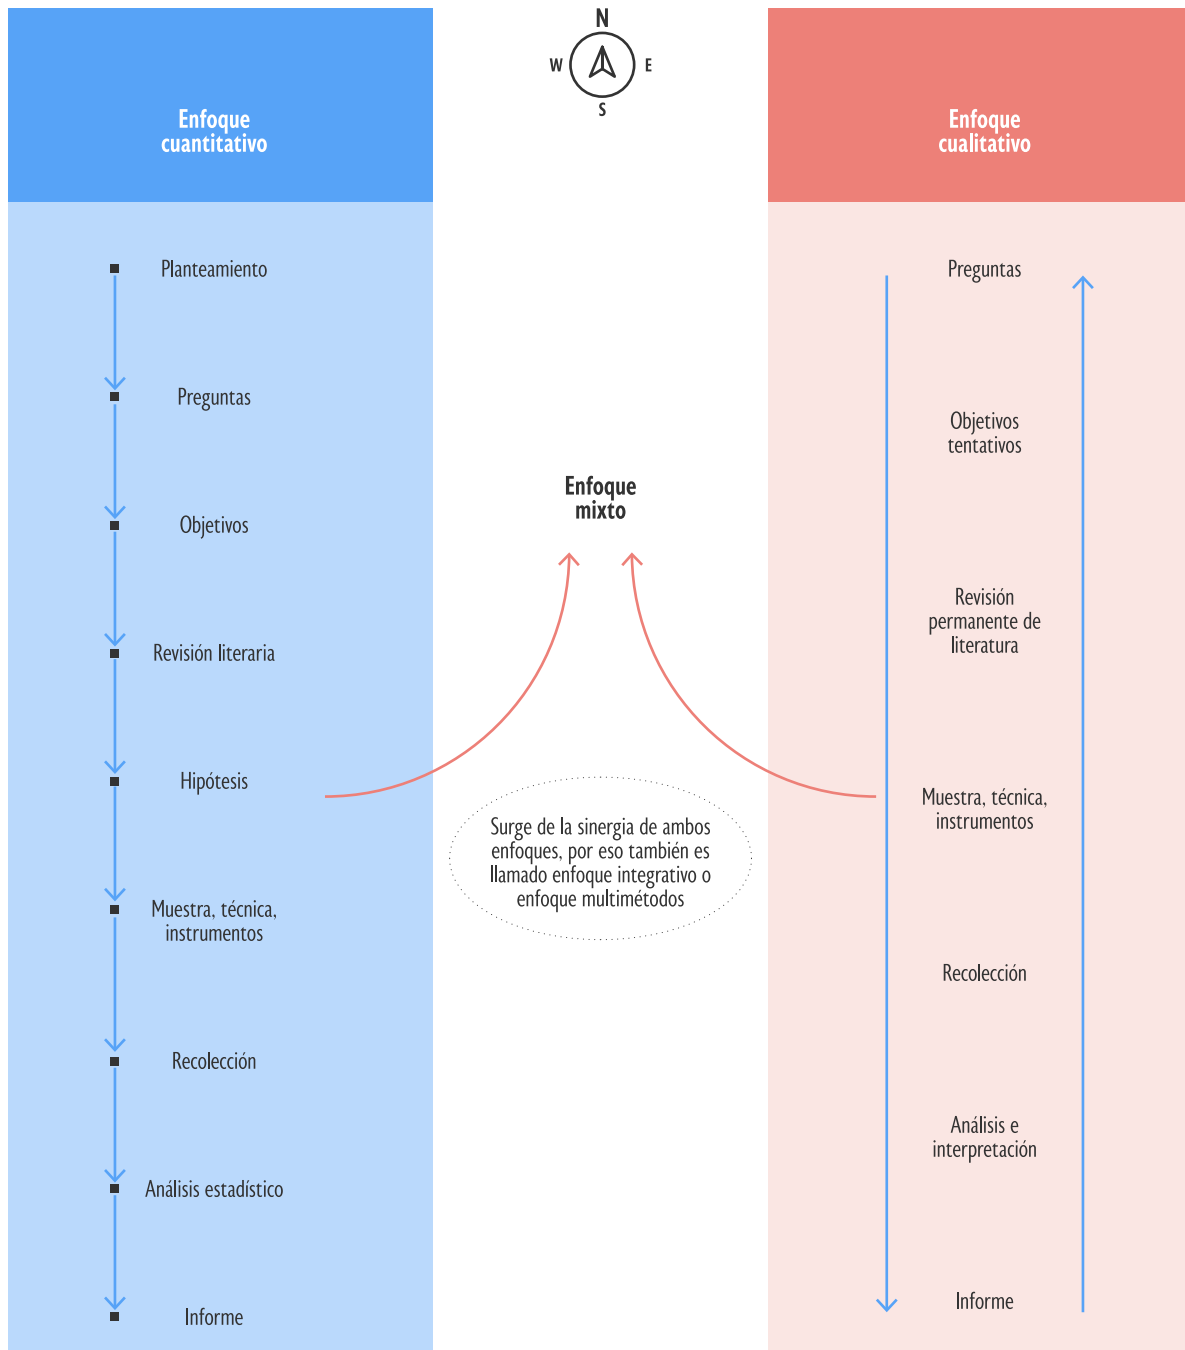 Enfoque
cuantitativo
Planteamiento
Preguntas
Objetivos
Revisión literaria
Hipótesis
Muestra, técnica,
instrumentos
Recolección
Análisis estadístico
Informe
N
W
E
S
Enfoque
mixto
Surge de la sinergia de ambos
enfoques, por eso también es
llamado enfoque integrativo o
enfoque multimétodos
Enfoque
cualitativo
Preguntas
Objetivos
tentativos
Revisión
permanente de
literatura
Muestra, técnica,
instrumentos
Recolección
Análisis e
interpretación
Informe